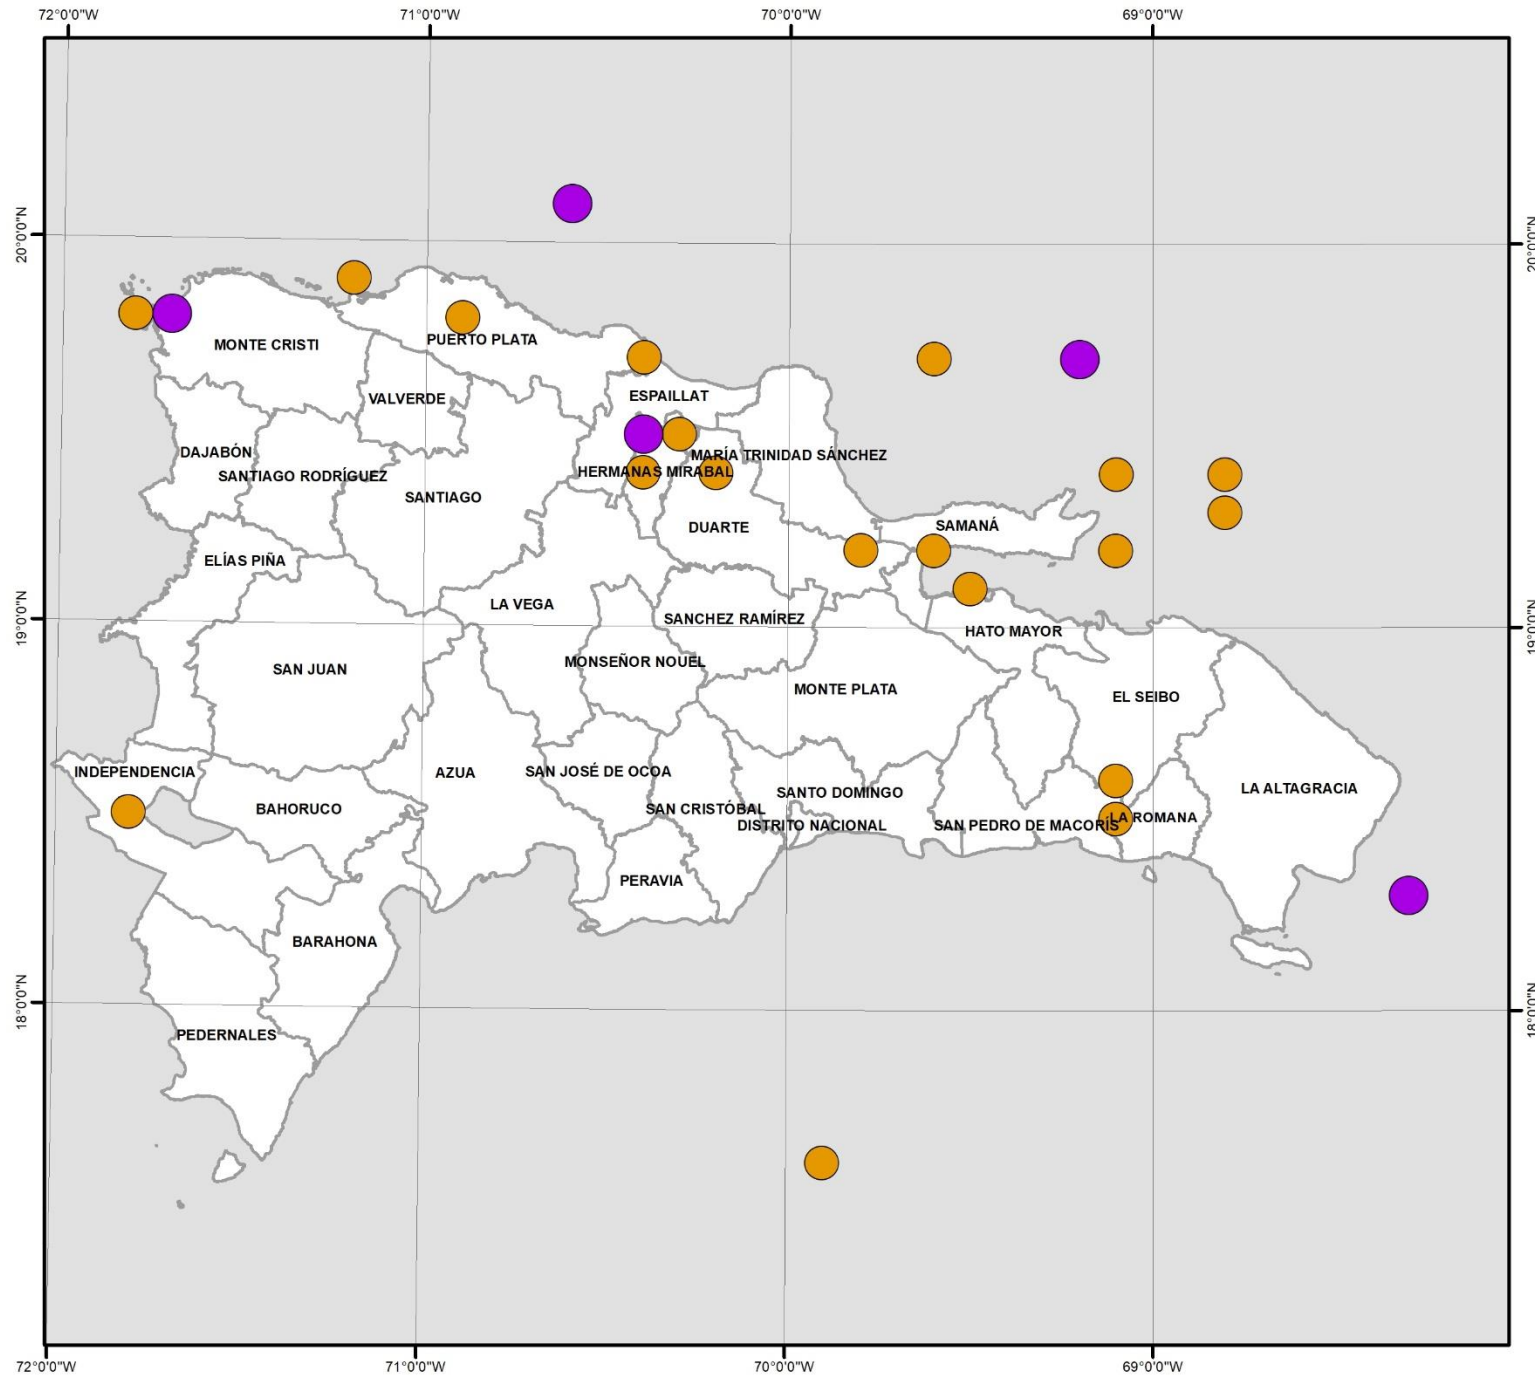 72°0'0"W
71°0'0"W
70°0'0"W
69°0'0"W
20°0'0"N
20°0'0"N
MONTE CRISTI
PUERTO PLATA
VALVERDE
ESPAILLAT
DAJABÓN
MARÍA TRINIDAD SÁNCHEZ
SANTIAGO RODRÍGUEZ
HERMANAS MIRABAL
SANTIAGO
DUARTE
SAMANÁ
ELÍAS PIÑA
LA VEGA
SANCHEZ RAMÍREZ
19°0'0"N
19°0'0"N
HATO MAYOR
SAN JUAN
MONSEÑOR NOUEL
MONTE PLATA
EL SEIBO
INDEPENDENCIA
AZUA
SAN JOSÉ DE OCOA
LA ALTAGRACIA
SANTO DOMINGO
BAHORUCO
SAN CRISTÓBAL
LA ROMANA
DISTRITO NACIONAL
SAN PEDRO DE MACORÍS
PERAVIA
BARAHONA
18°0'0"N
18°0'0"N
PEDERNALES
72°0'0"W
71°0'0"W
70°0'0"W
69°0'0"W